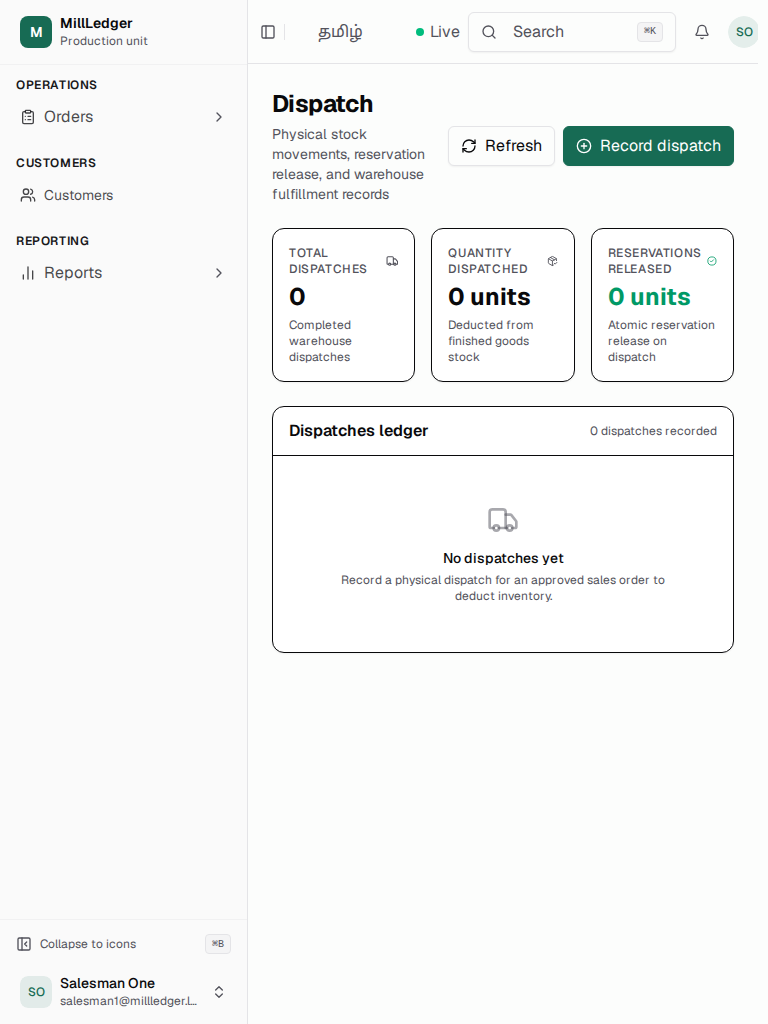 M
MillLedger
Production unit
OPERATIONS
Orders
CUSTOMERS
Customers
REPORTING
Reports
Collapse to icons
⌘B
SO
Salesman One
salesman1@millledger.l...
தமிழ்
Live
Search
⌘K
SO
Dispatch
Physical stock
movements, reservation
release, and warehouse
fulfillment records
Refresh
Record dispatch
TOTAL
DISPATCHES
0
Completed
warehouse
dispatches
QUANTITY
DISPATCHED
0 units
Deducted from
finished goods
stock
RESERVATIONS
RELEASED
0 units
Atomic reservation
release on
dispatch
Dispatches ledger
0 dispatches recorded
No dispatches yet
Record a physical dispatch for an approved sales order to
deduct inventory.